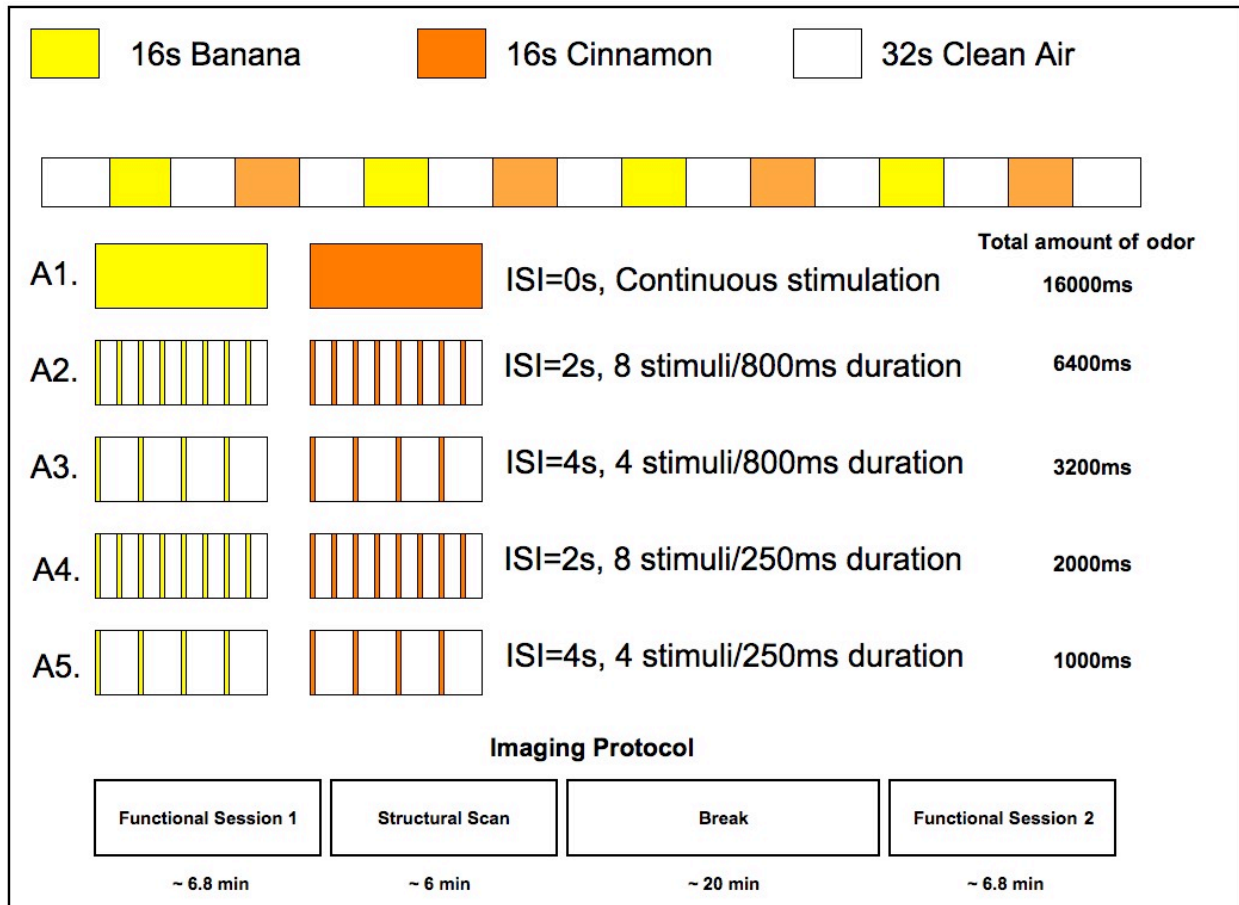 16s Banana 16s Cinnamon 32s Clean Air
Total amount of odor
A1. ISI=0s, Continuous stimulation 16000ms
A2. ISI=2s, 8 stimuli/800ms duration 6400ms
A3. ISI=4s, 4 stimuli/800ms duration 3200ms
A4. ISI=2s, 8 stimuli/250ms duration 2000ms
A5. ISI=4s, 4 stimuli/250ms duration 1000ms
Imaging Protocol
Functional Session 1 Structural Scan Break Functional Session 2
~ 6.8 min ~ 6 min ~ 20 min ~ 6.8 min